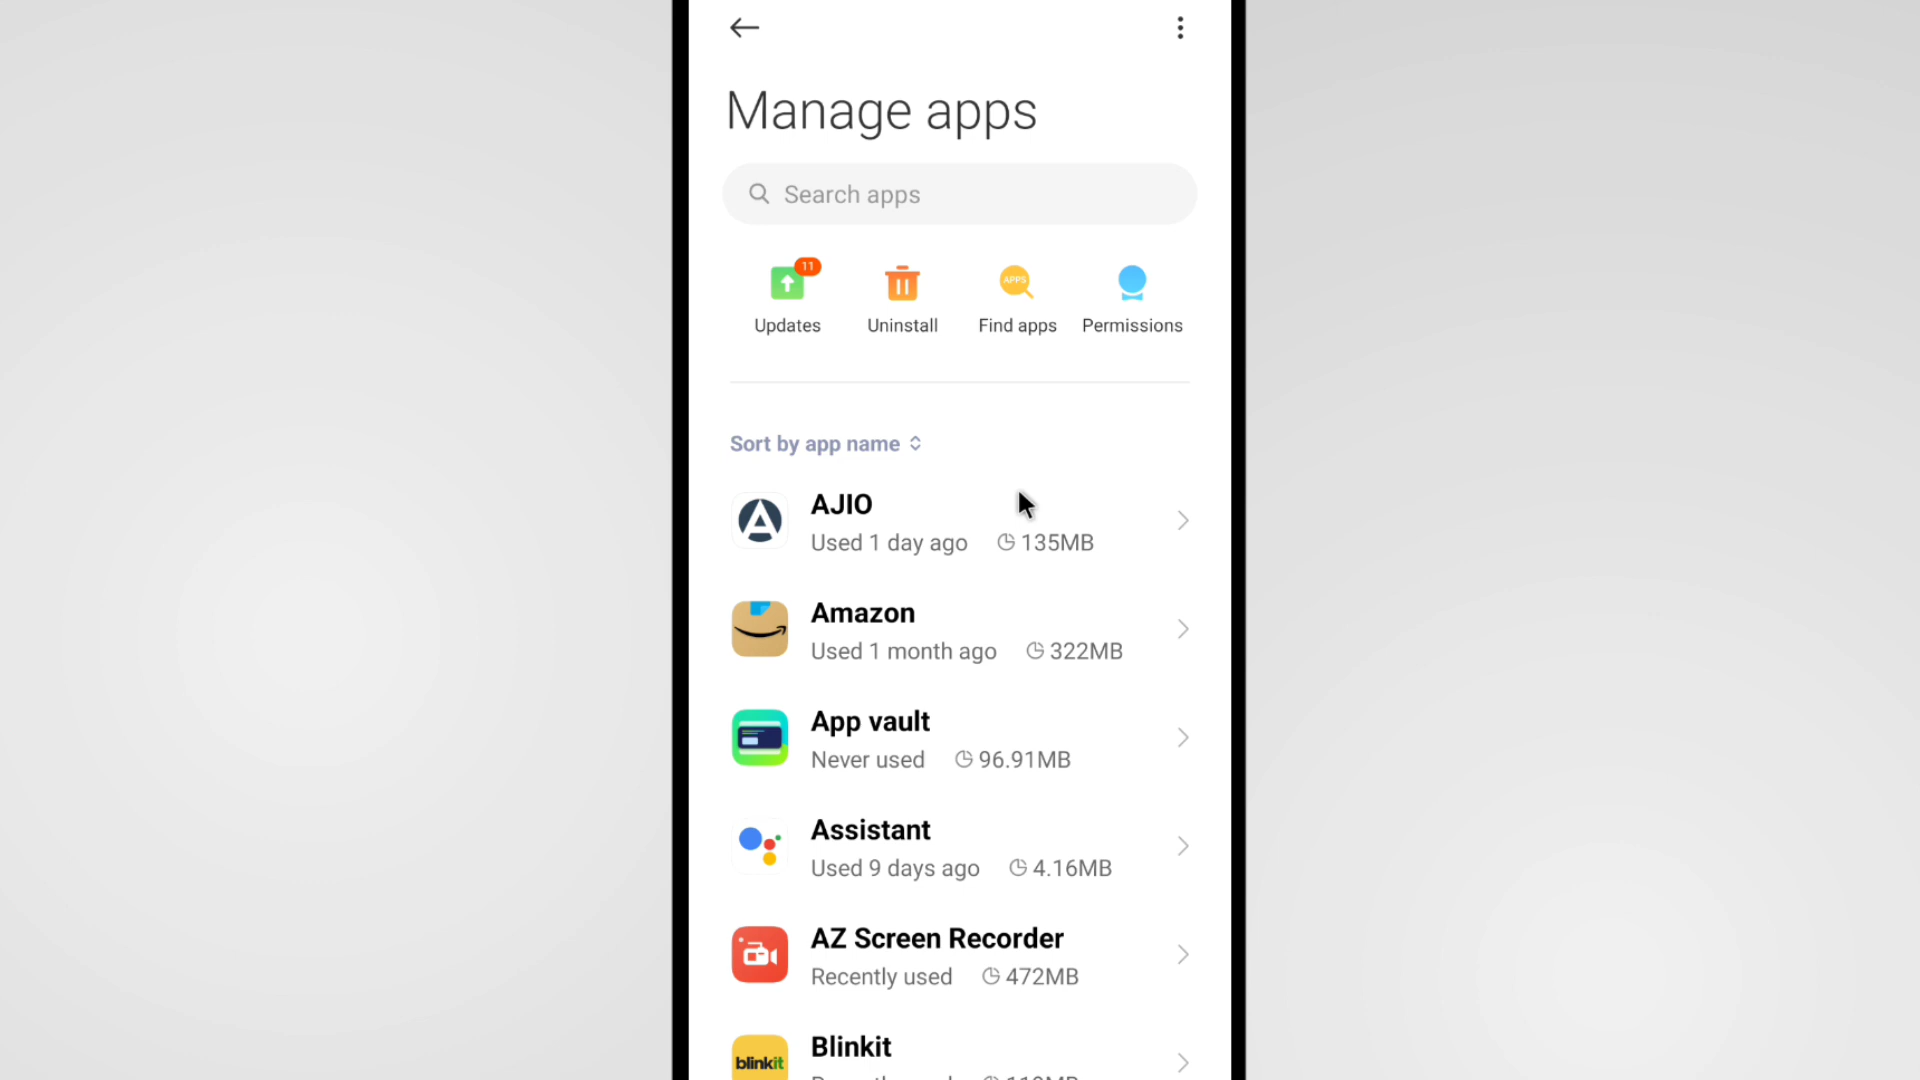 Manage apps
Search apps
11
APPS
Updates Uninstall Find apps Permissions
Sort by app name
AJIO
Used 1 day ago 135MB
Amazon
Used 1 month ago 322MB
App vault
Never used 96.91MB
Assistant
Used 9 days ago 4.16MB
AZ Screen Recorder
Recently used 472MB
Blinkit
blinkit